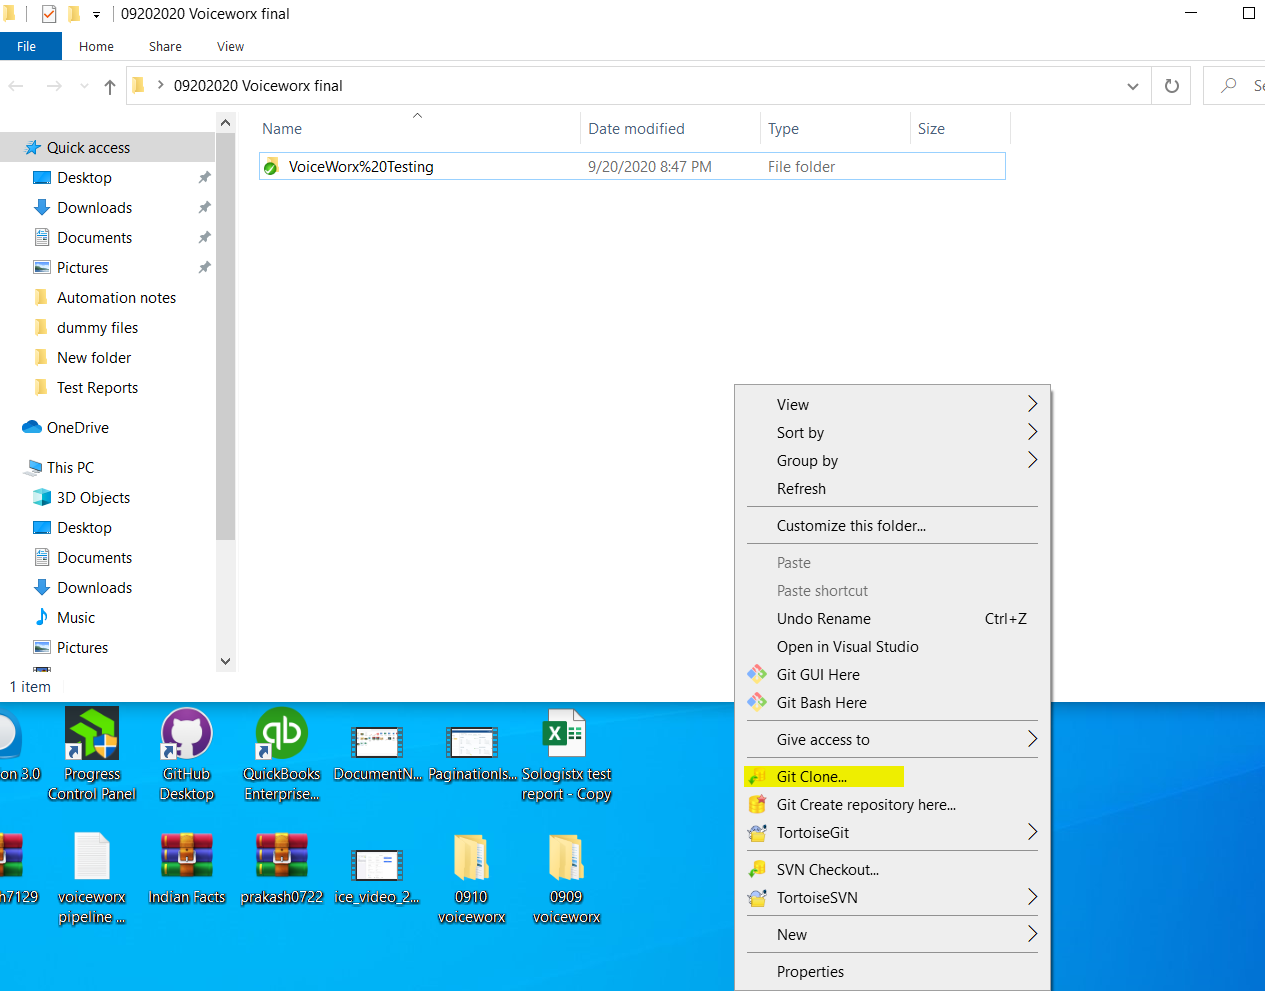 09202020 Voiceworx final
File Home Share View
09202020 Voiceworx final
Se
Name Date modified Type Size
VoiceWorx%20Testing 9/20/2020 8:47 PM File folder
Quick access
Desktop
Downloads
Documents
Pictures
Automation notes
dummy files
New folder
Test Reports
OneDrive
This PC
3D Objects
Desktop
Documents
Downloads
Music
Pictures
1 item
View
Sort by
Group by
Refresh
Customize this folder...
Paste
Paste shortcut
Undo Rename Ctrl+Z
Open in Visual Studio
Git GUI Here
Git Bash Here
Give access to
Git Clone...
Git Create repository here...
TortoiseGit
SVN Checkout...
TortoiseSVN
New
Properties
on 3.0
Progress
Control Panel
GitHub
Desktop
qb
QuickBooks
Enterprise...
DocumentN...
PaginationIs...
X
Sologistx test
report - Copy
h7129
voiceworx
pipeline ...
Indian Facts
prakash0722
ice_video_2...
0910
voiceworx
0909
voiceworx